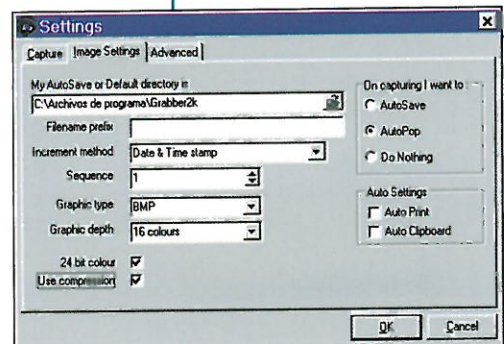 Settings
Capture Image Settings Advanced
My AutoSave or Default directory is
C:\Archivos de programa\Grabber2k
Filename prefix
Increment method Date & Time stamp
Sequence 1
Graphic type BMP
Graphic depth 16 colours
24 bit colour
Use compression
On capturing I want to
AutoSave
AutoPop
Do Nothing
Auto Settings
Auto Print
Auto Clipboard
OK Cancel